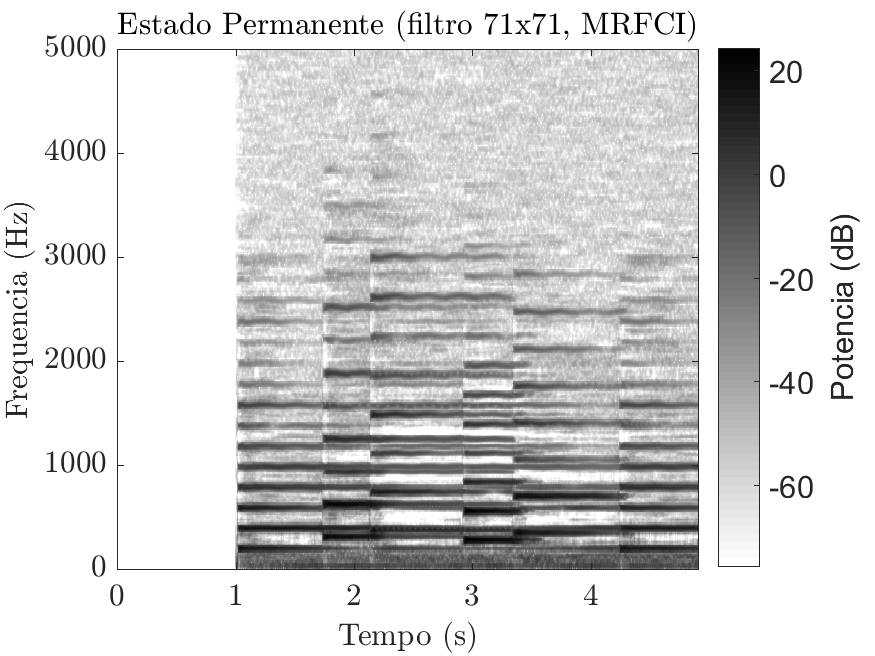 Estado Permanente (filtro 71x71, MRFCI)
5000
4000
3000
2000
1000
0
Frequencia (Hz)
0 1 2 3 4
Tempo (s)
20
0
-20
-40
-60
Potencia (dB)